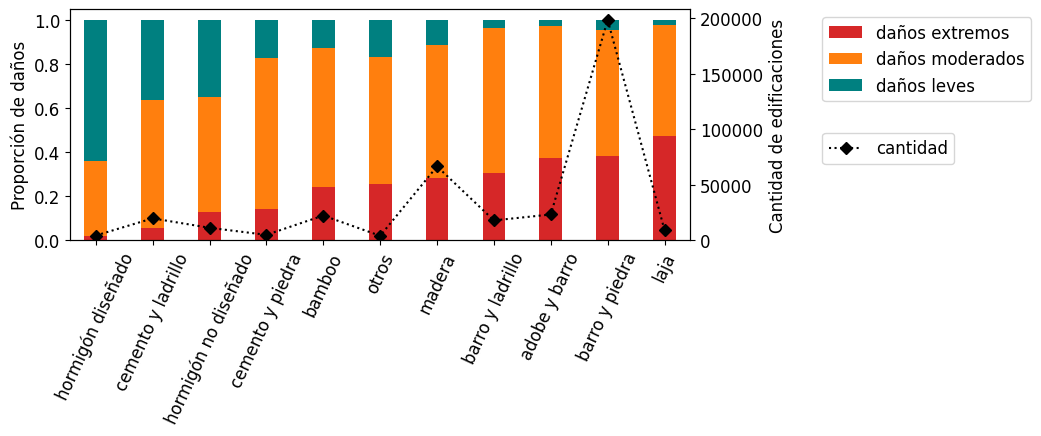 Proporción de daños
1.0
0.8
0.6
0.4
0.2
0.0
200000
150000
100000
50000
0
Cantidad de edificaciones
daños extremos
daños moderados
daños leves
cantidad
hormigón diseñado
cemento y ladrillo
hormigón no diseñado
cemento y piedra
bamboo
otros
madera
barro y ladrillo
adobe y barro
barro y piedra
laja